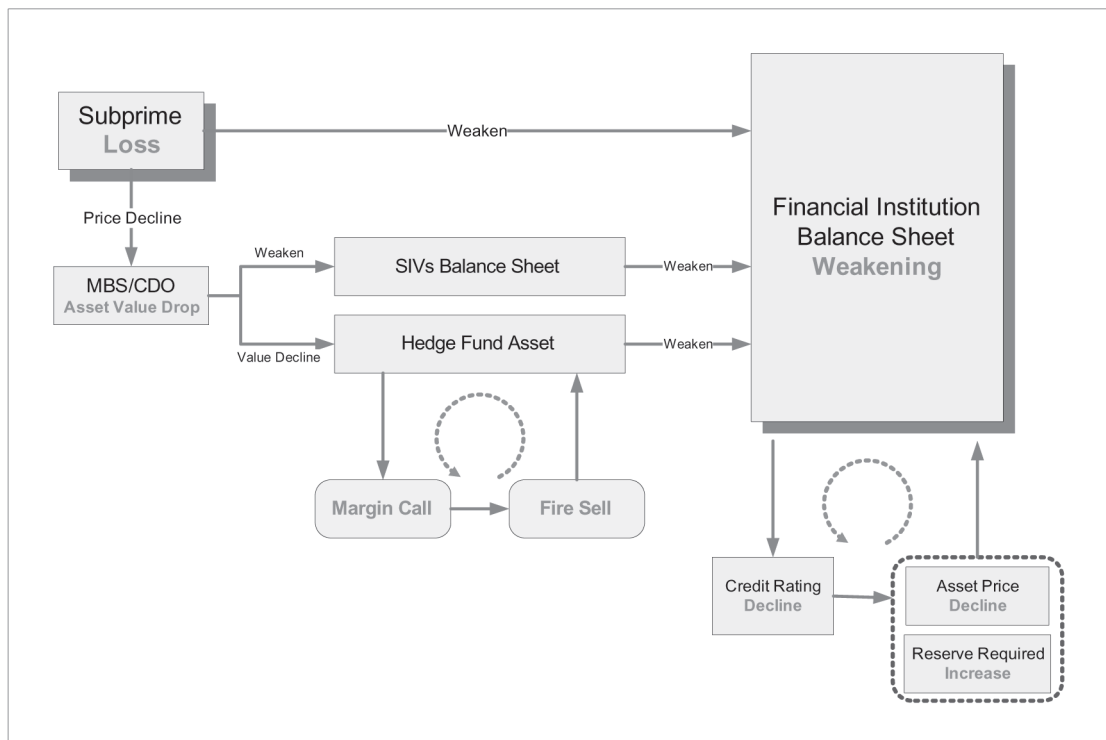 Subprime
Loss
Weaken
Financial Institution
Balance Sheet
Weakening
Price Decline
MBS/CDO
Asset Value Drop
Weaken
SIVs Balance Sheet
Weaken
Value Decline
Hedge Fund Asset
Weaken
Margin Call
Fire Sell
Credit Rating
Decline
Asset Price
Decline
Reserve Required
Increase